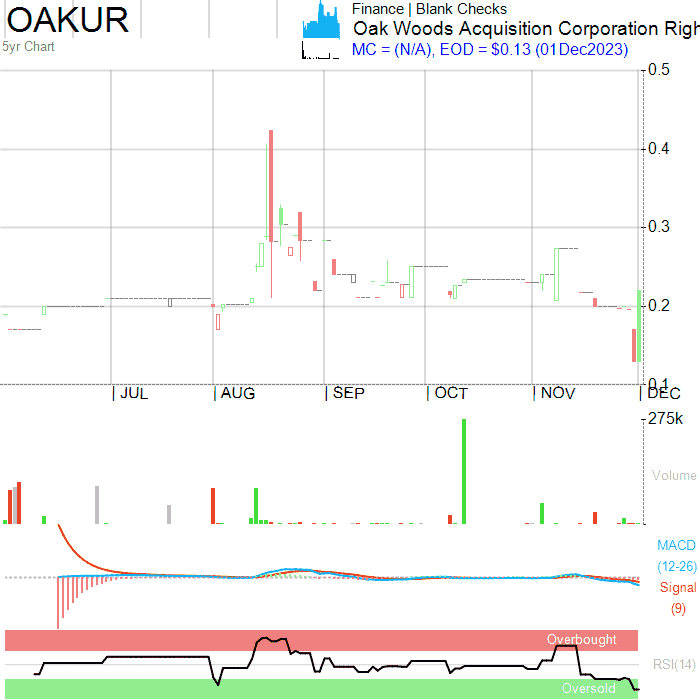 OAKUR
Finance | Blank Checks
Oak Woods Acquisition Corporation Righ
5yr Chart
MC = (N/A), EOD = $0.13 (01Dec2023)
0.5
0.4
0.3
0.2
0.1
JUL AUG SEP OCT NOV DEC
275k
Volume
MACD
(12-26)
Signal
(9)
Overbought
RSI(14)
Oversold